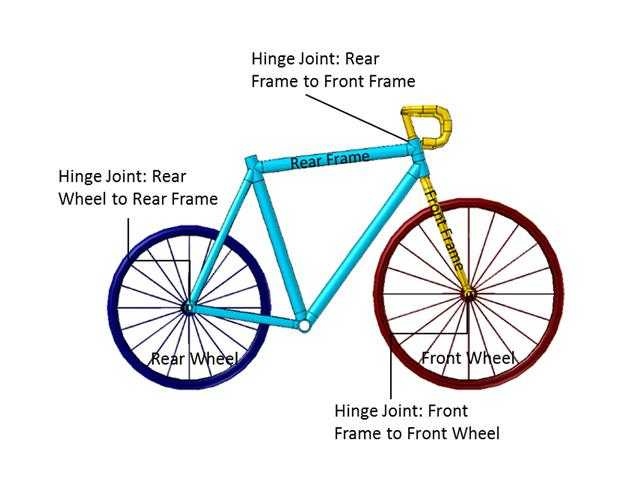 Hinge Joint: Rear
Frame to Front Frame
Rear Frame
Hinge Joint: Rear
Wheel to Rear Frame
Front Frame
Rear Wheel
Front Wheel
Hinge Joint: Front
Frame to Front Wheel